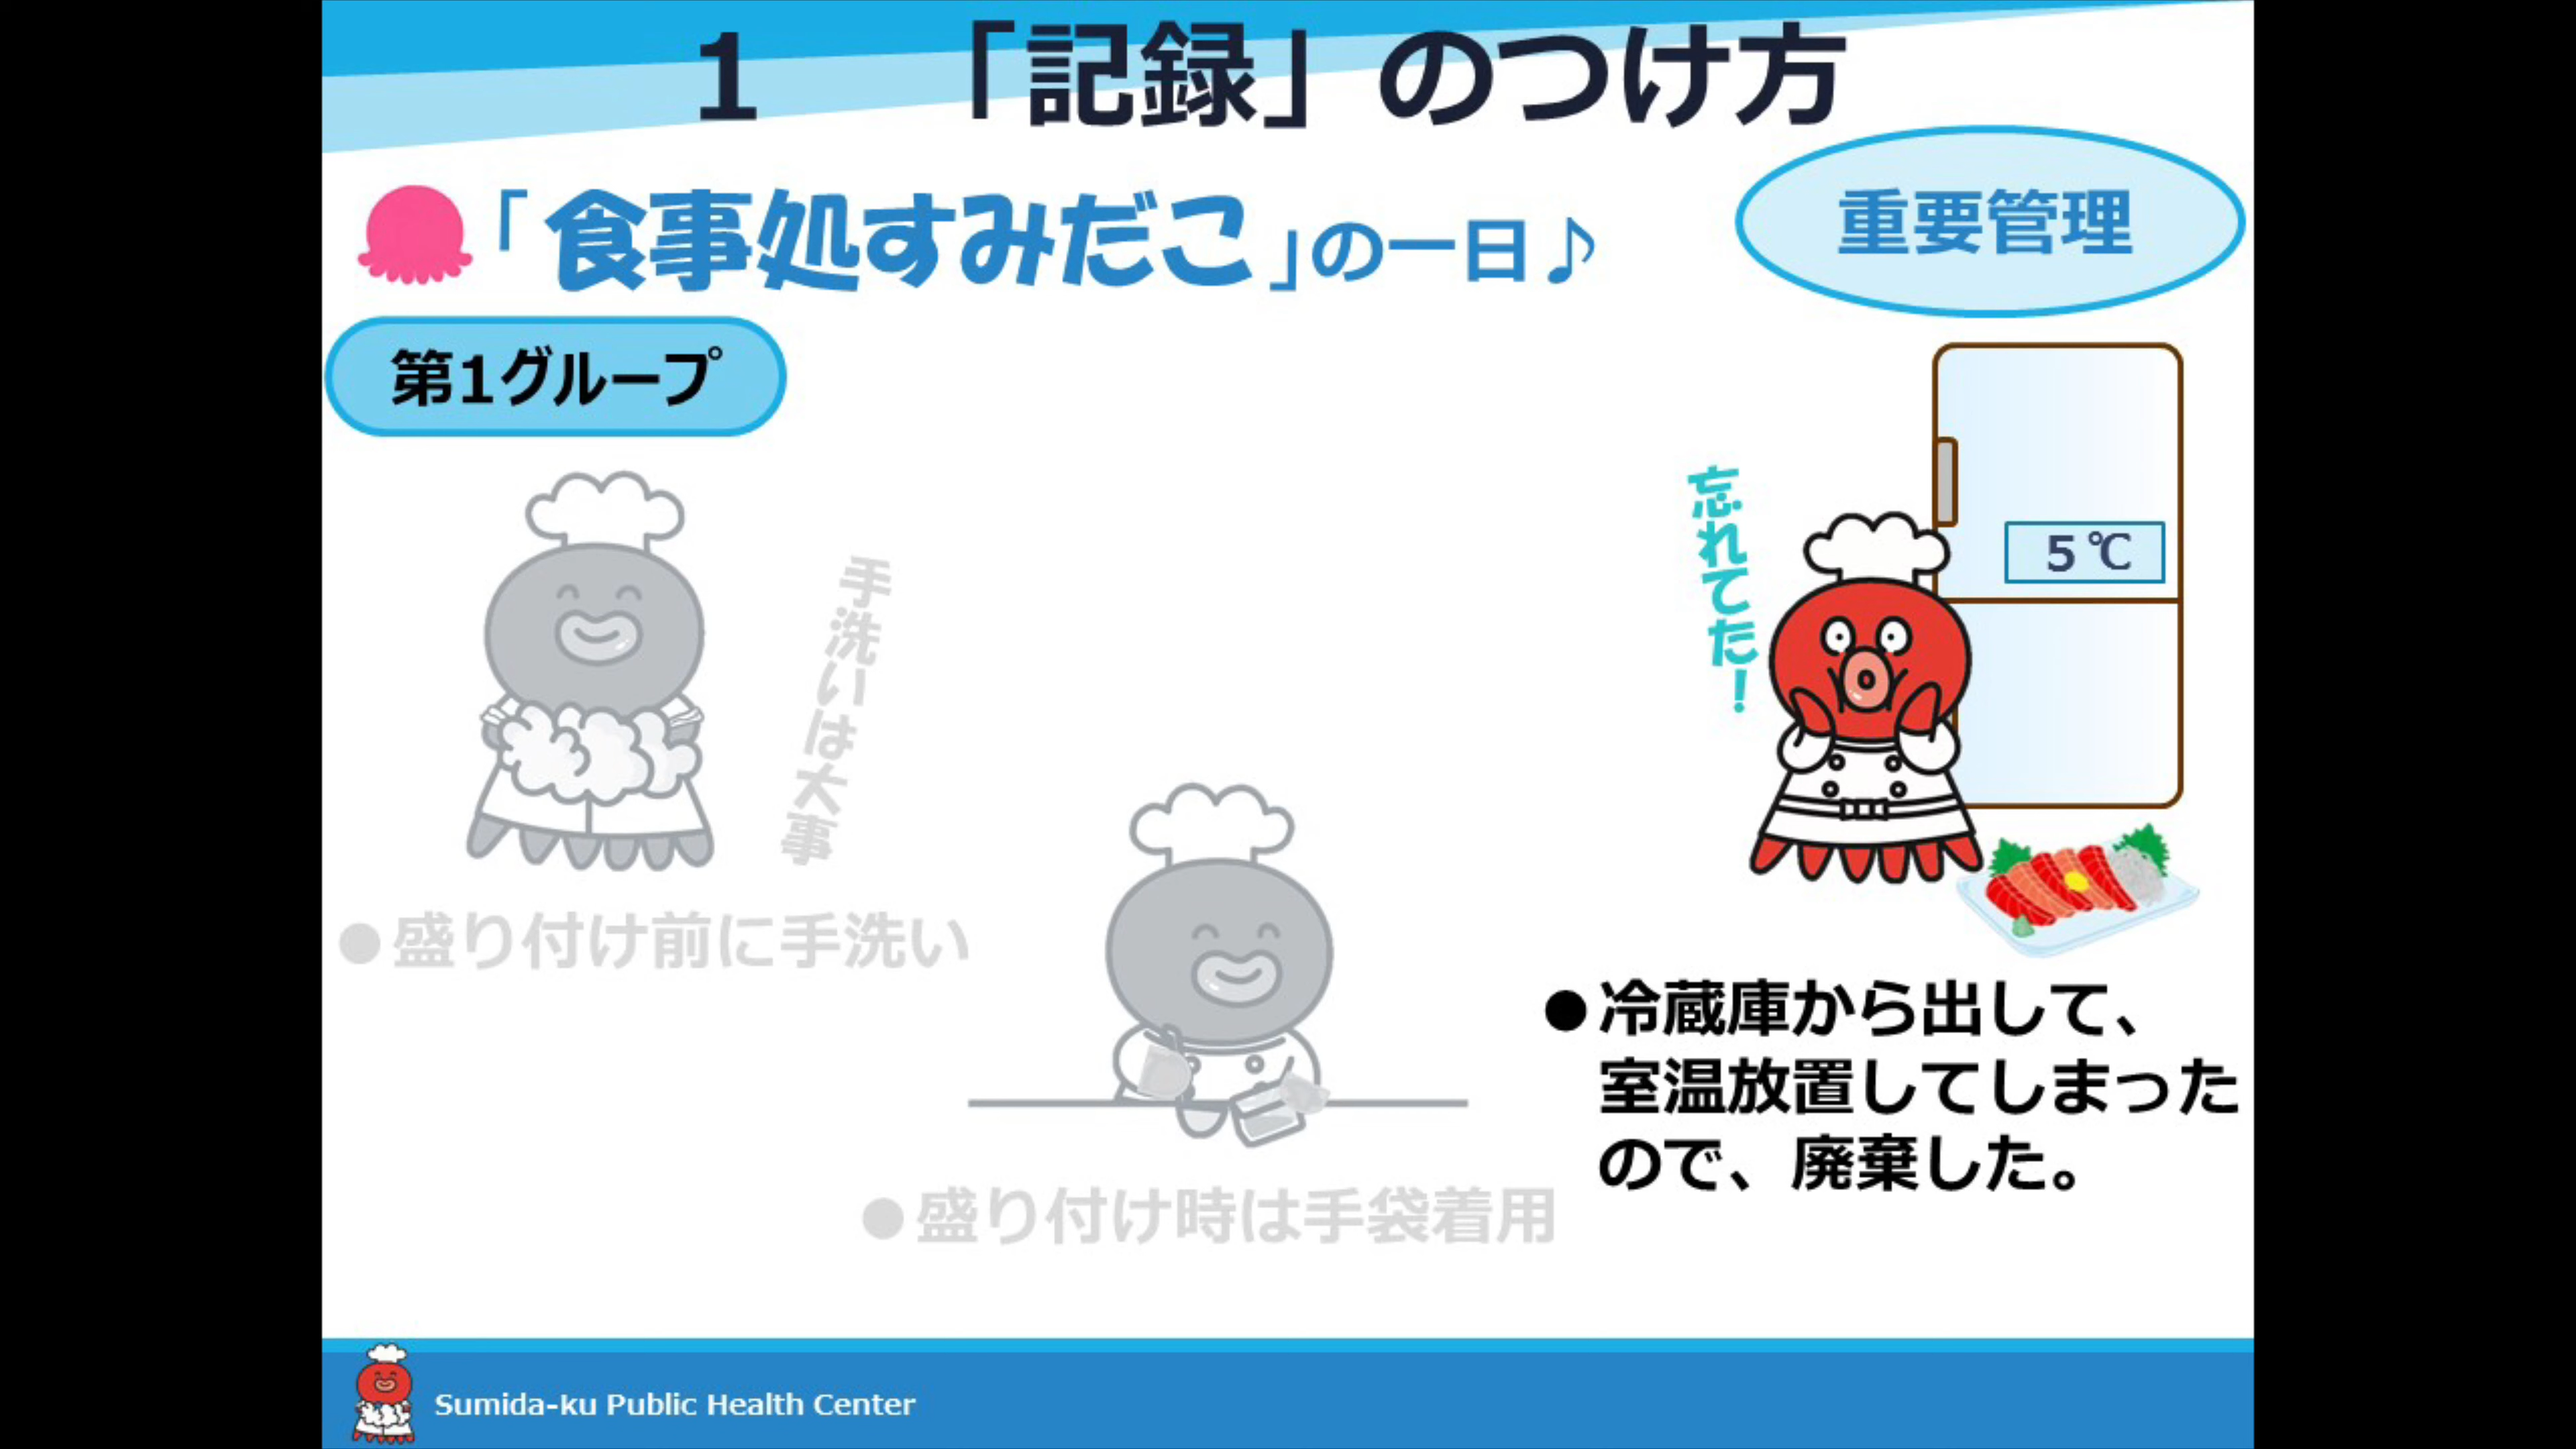 1 「記録」のつけ方
「食事処すみだこ」の一日♪
重要管理
第1グループ
忘れてた!
5℃
手洗いは大事
●盛り付け前に手洗い
●冷蔵庫から出して、
室温放置してしまった
ので、廃棄した。
●盛り付け時は手袋着用
Sumida-ku Public Health Center